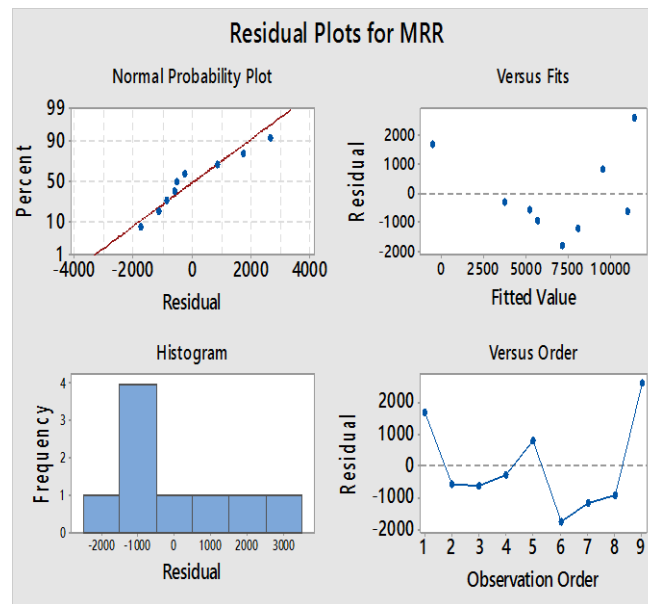 Residual Plots for MRR
Normal Probability Plot
Versus Fits
Percent
99
90
50
10
1
-4000 -2000 0 2000 4000
Residual
Residual
2000
1000
0
-1000
-2000
0 2500 5000 7500 10000
Fitted Value
Histogram
Versus Order
Frequency
4
3
2
1
0
-2000 -1000 0 1000 2000 3000
Residual
Residual
2000
1000
0
-1000
-2000
1 2 3 4 5 6 7 8 9
Observation Order